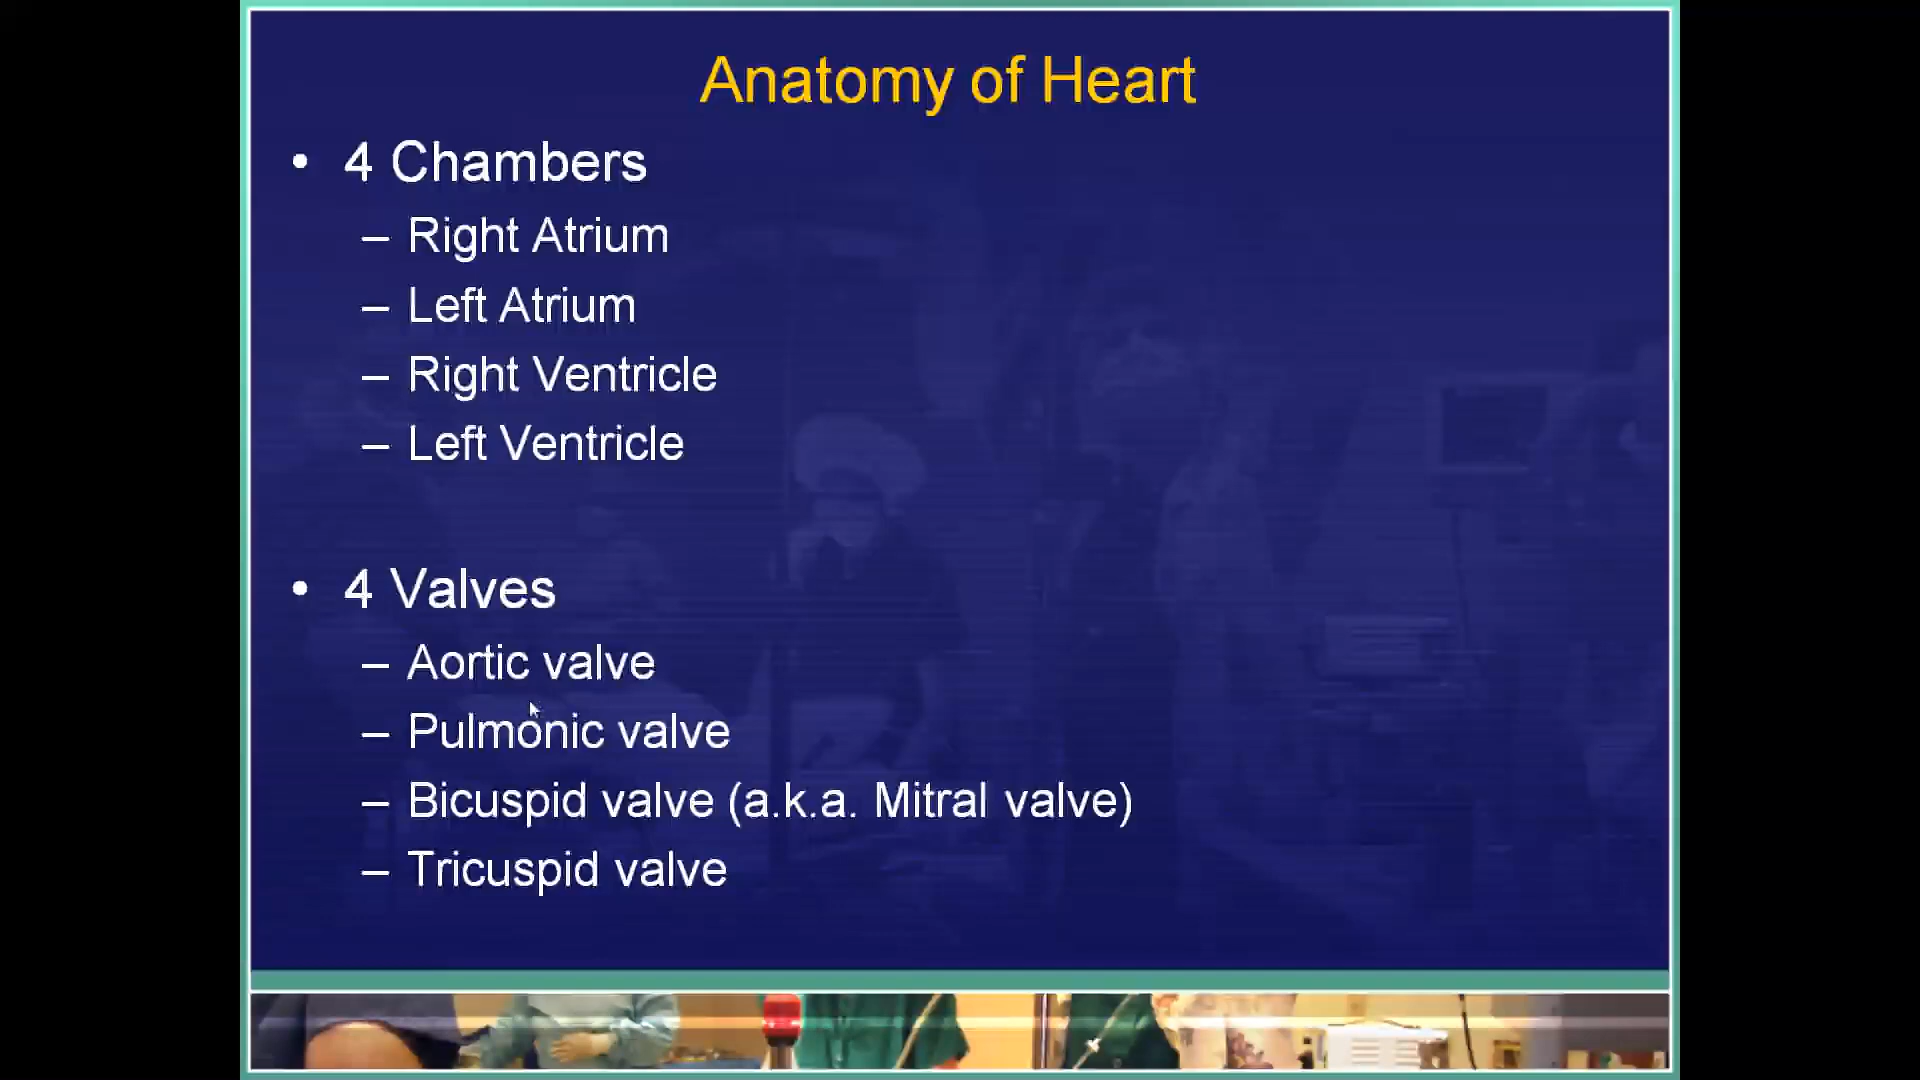 Anatomy of Heart
• 4 Chambers
– Right Atrium
– Left Atrium
– Right Ventricle
– Left Ventricle
• 4 Valves
– Aortic valve
– Pulmonic valve
– Bicuspid valve (a.k.a. Mitral valve)
– Tricuspid valve